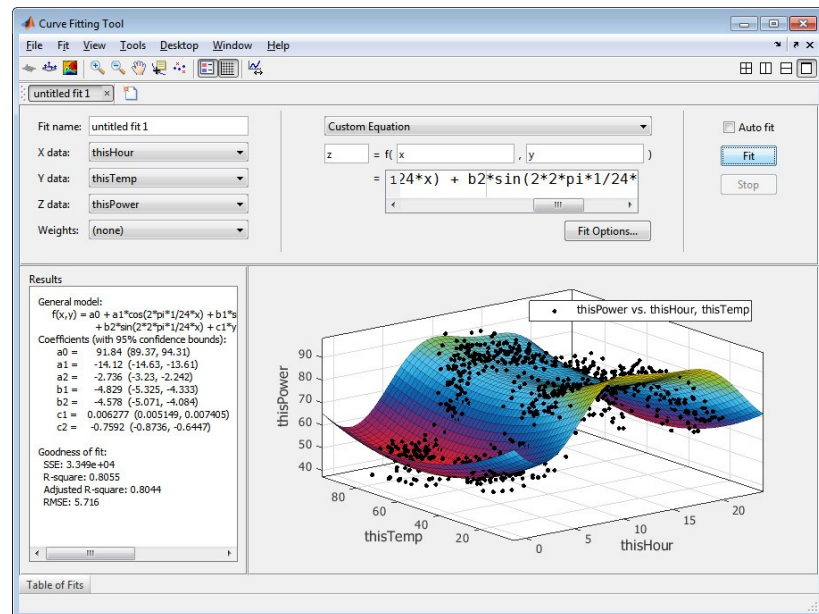 Curve Fitting Tool
File Fit View Tools Desktop Window Help
untitled fit 1
Fit name: untitled fit 1
X data: thisHour
Y data: thisTemp
Z data: thisPower
Weights: (none)
Custom Equation
z = f( x , y )
= 1 24*x) + b2*sin(2*2*pi*1/24*
Fit Options...
Auto fit
Fit
Stop
Results
General model:
f(x,y) = a0 + a1*cos(2*pi*1/24*x) + b1*s
+ b2*sin(2*2*pi*1/24*x) + c1*y
Coefficients (with 95% confidence bounds):
a0 = 91.84 (89.37, 94.31)
a1 = -14.12 (-14.63, -13.61)
a2 = -2.736 (-3.23, -2.242)
b1 = -4.829 (-5.325, -4.333)
b2 = -4.578 (-5.071, -4.084)
c1 = 0.006277 (0.005149, 0.007405)
c2 = -0.7592 (-0.8736, -0.6447)
Goodness of fit:
SSE: 3.349e+04
R-square: 0.8055
Adjusted R-square: 0.8044
RMSE: 5.716
thisPower vs. thisHour, thisTemp
90
80
70
60
50
40
thisPower
80
60
40
20
thisTemp
0
5
10
15
20
thisHour
Table of Fits